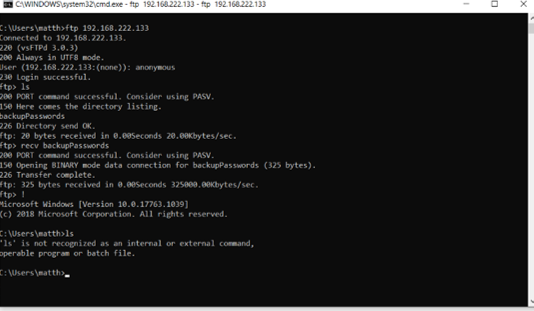 C:\WINDOWS\system32\cmd.exe - ftp 192.168.222.133 - ftp 192.168.222.133
C:\Users\matth>ftp 192.168.222.133
Connected to 192.168.222.133.
220 (vsFTPd 3.0.3)
200 Always in UTF8 mode.
User (192.168.222.133:(none)): anonymous
230 Login successful.
ftp> ls
200 PORT command successful. Consider using PASV.
150 Here comes the directory listing.
backupPasswords
226 Directory send OK.
ftp: 20 bytes received in 0.00Seconds 20.00Kbytes/sec.
ftp> recv backupPasswords
200 PORT command successful. Consider using PASV.
150 Opening BINARY mode data connection for backupPasswords (325 bytes).
226 Transfer complete.
ftp: 325 bytes received in 0.00Seconds 325000.00Kbytes/sec.
ftp> !
Microsoft Windows [Version 10.0.17763.1039]
(c) 2018 Microsoft Corporation. All rights reserved.
C:\Users\matth>ls
'ls' is not recognized as an internal or external command,
operable program or batch file.
C:\Users\matth>